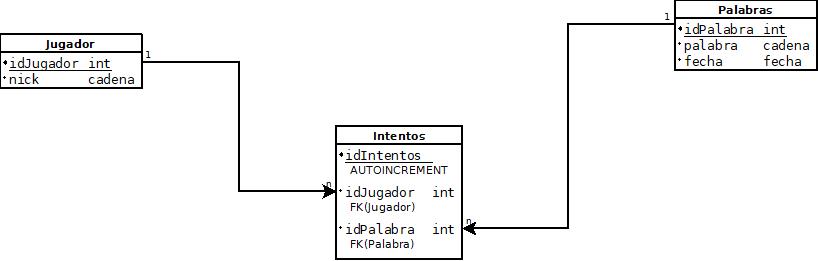 Jugador
idJugador int
nick cadena
1
Palabras
idPalabra int
palabra cadena
fecha fecha
1
Intentos
idIntentos
AUTOINCREMENT
idJugador int
FK(Jugador)
idPalabra int
FK(Palabra)
n
n